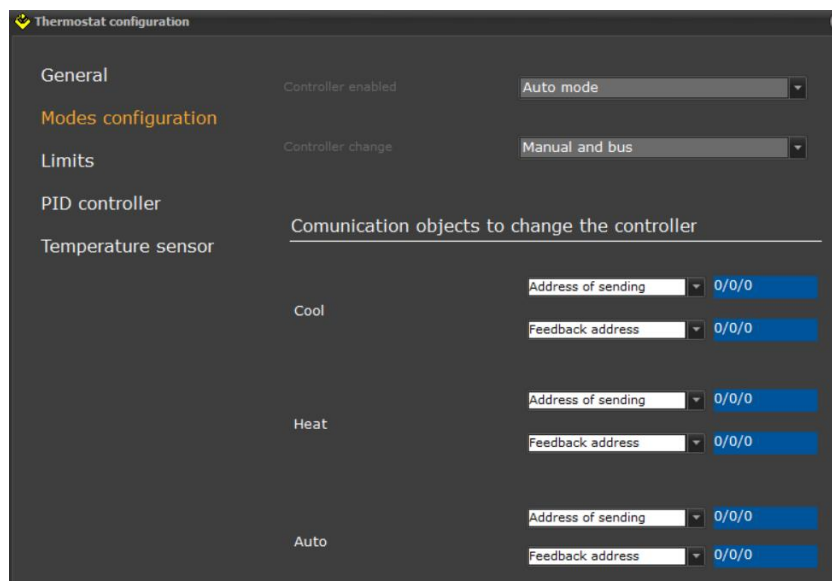 Thermostat configuration
General
Modes configuration
Limits
PID controller
Temperature sensor
Controller enabled Auto mode
Controller change Manual and bus
Comunication objects to change the controller
Cool
Address of sending 0/0/0
Feedback address 0/0/0
Heat
Address of sending 0/0/0
Feedback address 0/0/0
Auto
Address of sending 0/0/0
Feedback address 0/0/0